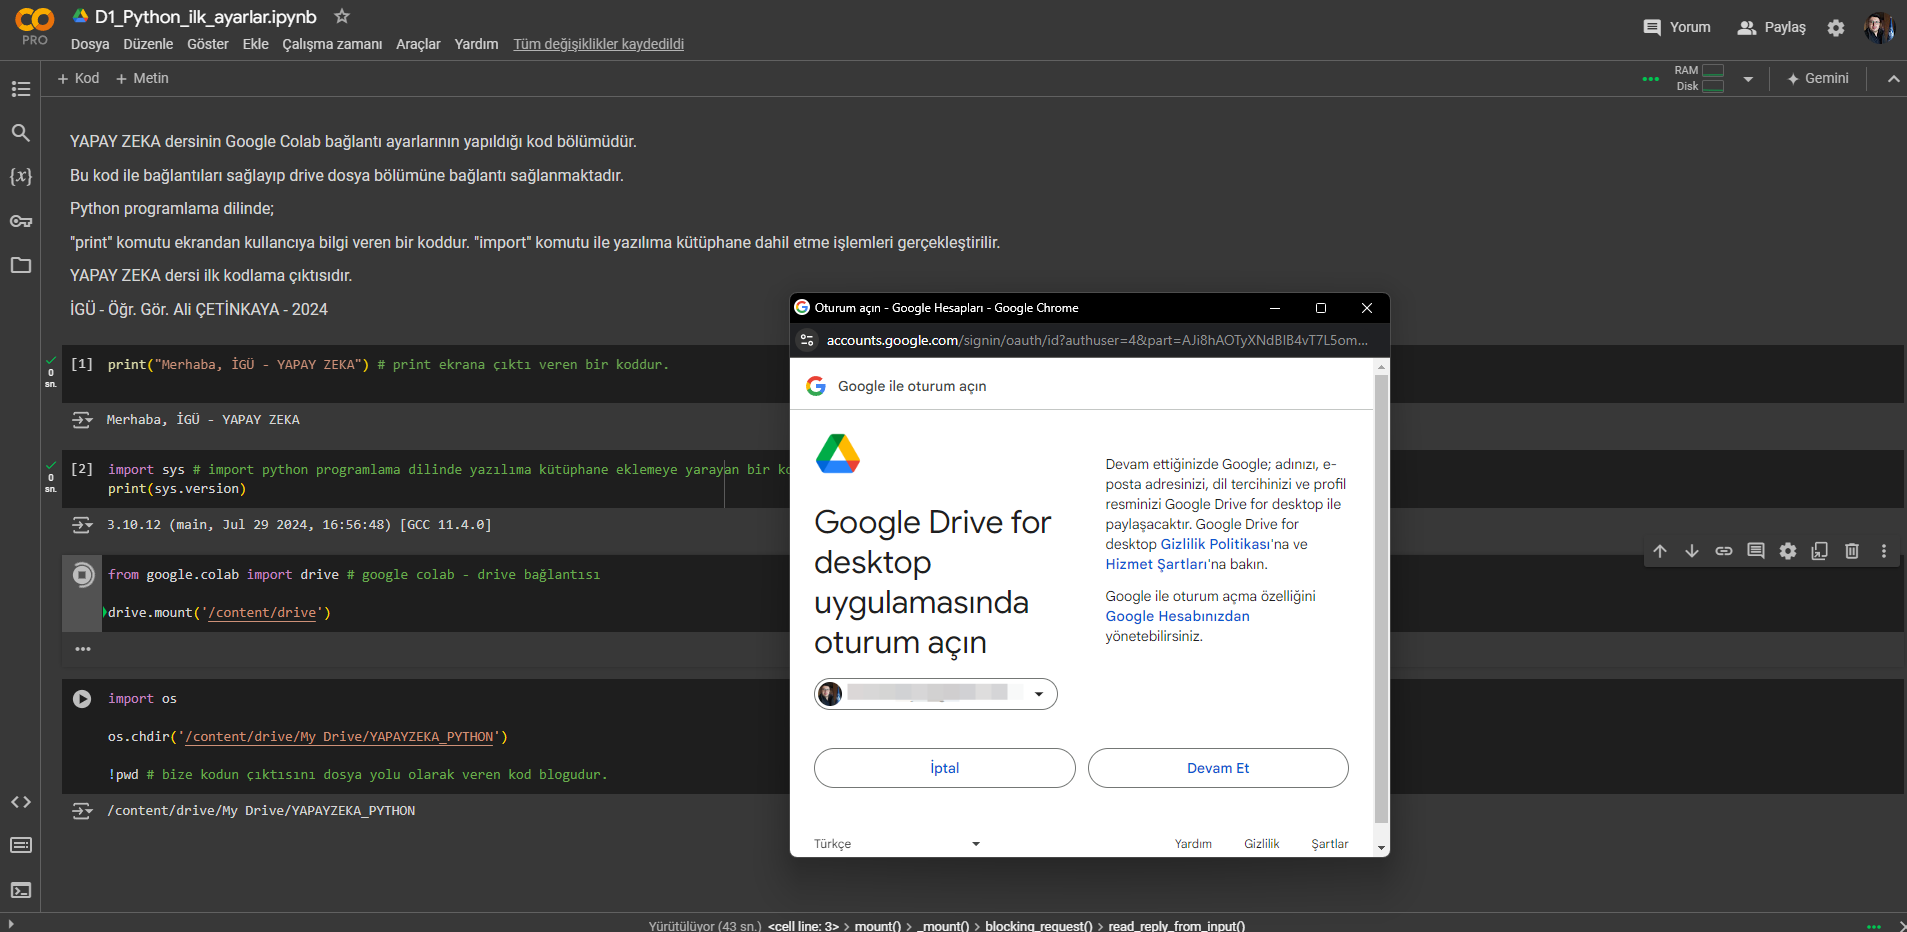 CO
PRO
D1_Python_ilk_ayarlar.ipynb
Dosya Düzenle Göster Ekle Çalışma zamanı Araçlar Yardım Tüm değişiklikler kaydedildi
Yorum Paylaş
+ Kod + Metin
RAM
Disk
Gemini
{x}
YAPAY ZEKA dersinin Google Colab bağlantı ayarlarının yapıldığı kod bölümüdür.
Bu kod ile bağlantıları sağlayıp drive dosya bölümüne bağlantı sağlanmaktadır.
Python programlama dilinde;
"print" komutu ekrandan kullancıya bilgi veren bir koddur. "import" komutu ile yazılıma kütüphane dahil etme işlemleri gerçekleştirilir.
YAPAY ZEKA dersi ilk kodlama çıktısıdır.
İGÜ - Öğr. Gör. Ali ÇETİNKAYA - 2024
0
sn.
[1] print("Merhaba, İGÜ - YAPAY ZEKA") # print ekrana çıktı veren bir koddur.
Merhaba, İGÜ - YAPAY ZEKA
0
sn.
[2] import sys # import python programlama dilinde yazılıma kütüphane eklemeye yarayan bir
print(sys.version)
3.10.12 (main, Jul 29 2024, 16:56:48) [GCC 11.4.0]
from google.colab import drive # google colab - drive bağlantısı
drive.mount('/content/drive')
import os
os.chdir('/content/drive/My Drive/YAPAYZEKA_PYTHON')
!pwd # bize kodun çıktısını dosya yolu olarak veren kod blogudur.
/content/drive/My Drive/YAPAYZEKA_PYTHON
Oturum açın - Google Hesapları - Google Chrome
accounts.google.com/signin/oauth/id?authuser=4&part=AJi8hAOTyXNdBIB4vT7L5om...
Google ile oturum açın
Google Drive for
desktop
uygulamasında
oturum açın
Devam ettiğinizde Google; adınızı, e-
posta adresinizi, dil tercihinizi ve profil
resminizi Google Drive for desktop ile
paylaşacaktır. Google Drive for
desktop Gizlilik Politikası'na ve
Hizmet Şartları'na bakın.
Google ile oturum açma özelliğini
Google Hesabınızdan
yönetebilirsiniz.
İptal Devam Et
Türkçe Yardım Gizlilik Şartlar
Yürütülüyor (43 sn.) <cell line: 3> > mount() > _mount() > blocking_request() > read_reply_from_input()